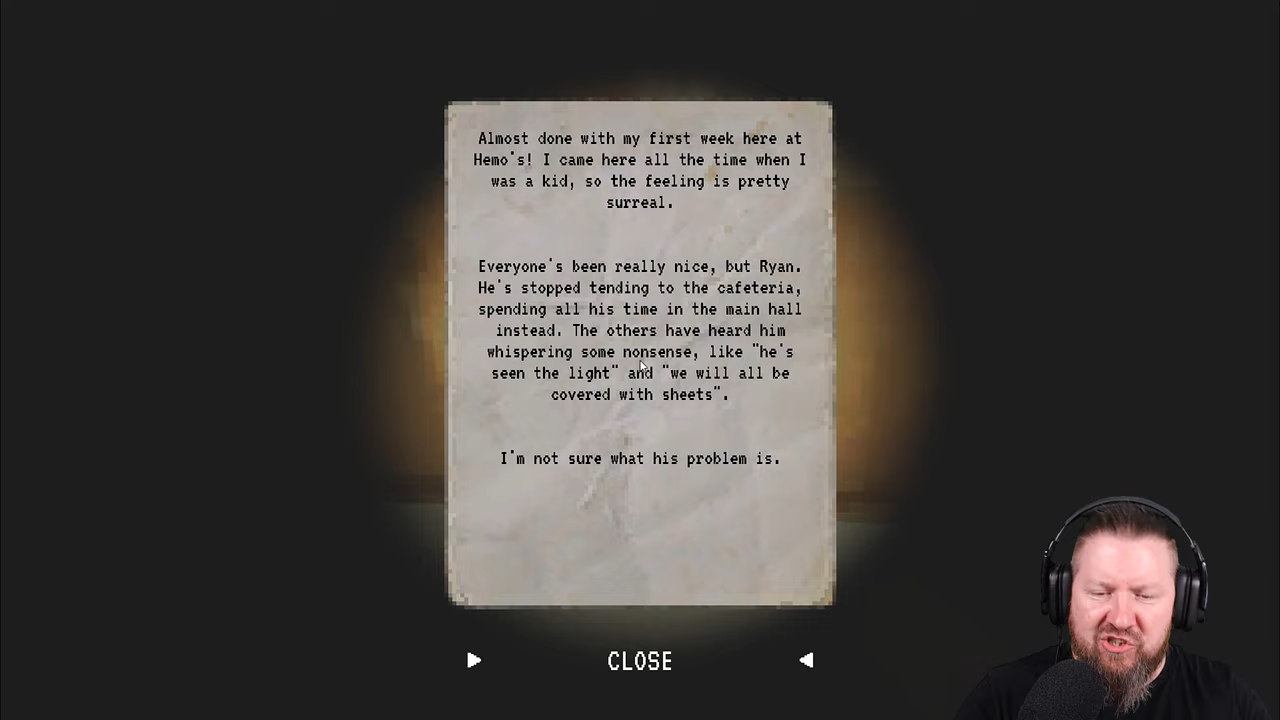 Almost done with my first week here at
Hemo's! I came here all the time when I
was a kid, so the feeling is pretty
surreal.
Everyone's been really nice, but Ryan.
He's stopped tending to the cafeteria,
spending all his time in the main hall
instead. The others have heard him
whispering some nonsense, like "he's
seen the light" and "we will all be
covered with sheets".
I'm not sure what his problem is.
CLOSE